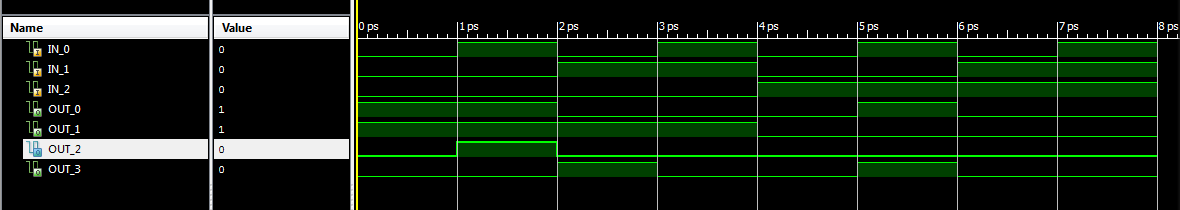 Name Value 0 ps 1 ps 2 ps 3 ps 4 ps 5 ps 6 ps 7 ps 8 ps
IN_0 0
IN_1 0
IN_2 0
OUT_0 1
OUT_1 1
OUT_2 0
OUT_3 0